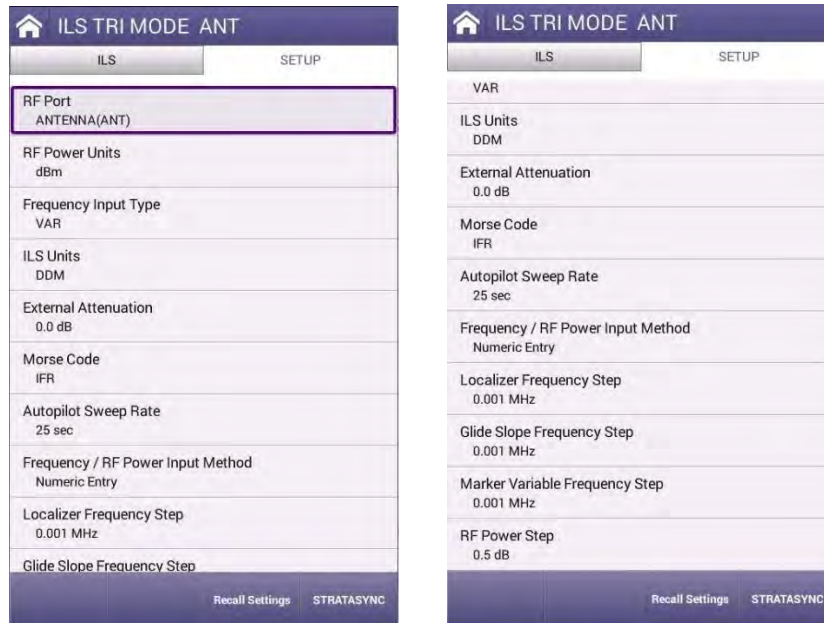 ILS TRI MODE ANT
ILS SETUP
RF Port
ANTENNA(ANT)
RF Power Units
dBm
Frequency Input Type
VAR
ILS Units
DDM
External Attenuation
0.0 dB
Morse Code
IFR
Autopilot Sweep Rate
25 sec
Frequency / RF Power Input Method
Numeric Entry
Localizer Frequency Step
0.001 MHz
Glide Slope Frequency Step
Recall Settings STRATASYNC
ILS TRI MODE ANT
ILS SETUP
VAR
ILS Units
DDM
External Attenuation
0.0 dB
Morse Code
IFR
Autopilot Sweep Rate
25 sec
Frequency / RF Power Input Method
Numeric Entry
Localizer Frequency Step
0.001 MHz
Glide Slope Frequency Step
0.001 MHz
Marker Variable Frequency Step
0.001 MHz
RF Power Step
0.5 dB
Recall Settings STRATASYNC